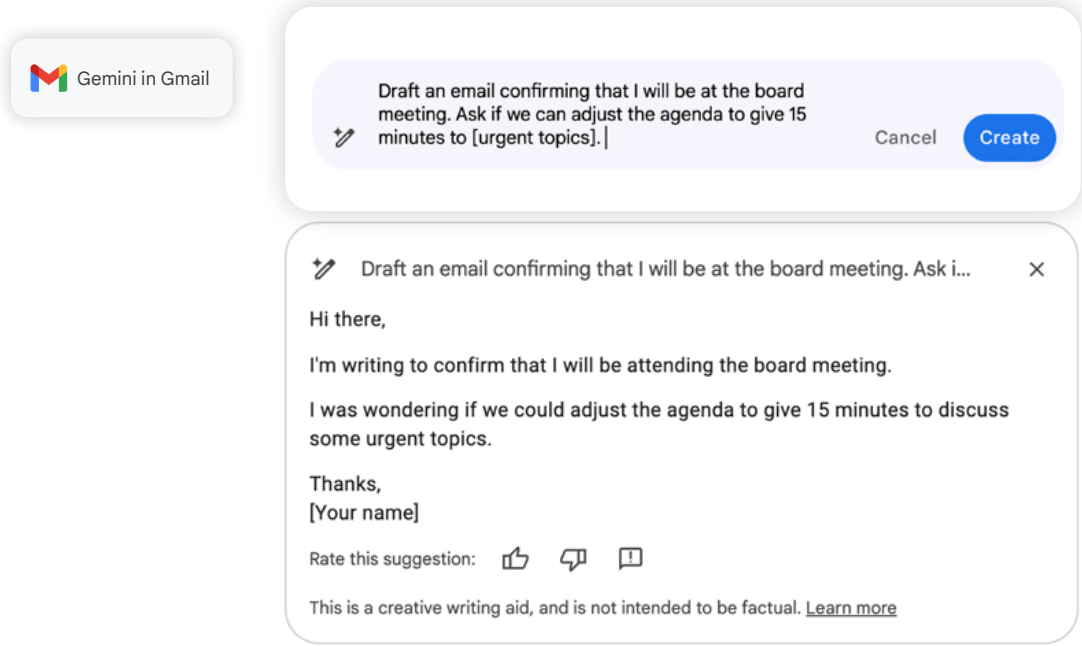 Gemini in Gmail
Draft an email confirming that I will be at the board
meeting. Ask if we can adjust the agenda to give 15
minutes to [urgent topics].
Cancel
Create
Draft an email confirming that I will be at the board meeting. Ask i...
Hi there,
I'm writing to confirm that I will be attending the board meeting.
I was wondering if we could adjust the agenda to give 15 minutes to discuss
some urgent topics.
Thanks,
[Your name]
Rate this suggestion:
This is a creative writing aid, and is not intended to be factual. Learn more